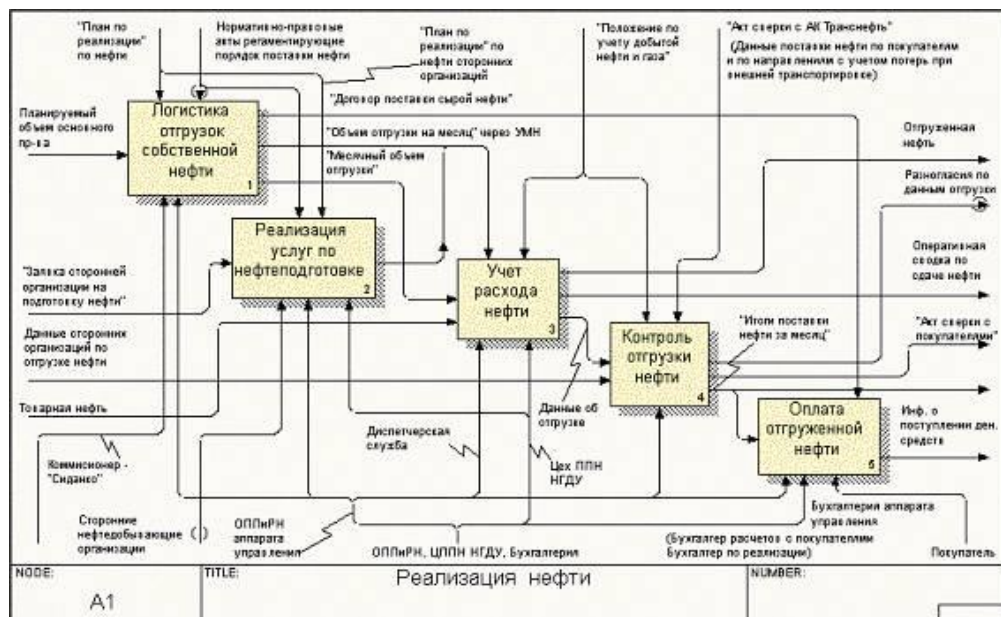 "План по
реализации"
по нефти
Нормативно-правовые
акты регаментирующие
порядок поставки нефти
"План по
реализации" по
нефти сторонних
организаций
"Положение по
учету добытой
нефти и газа"
"Акт сверки с АК Транснефть"
(Данные поставки нефти по покупателям
и по направлениям с учетом потерь при
внешней транспортировке)
"Договор поставки сырой нефти"
Планируемый
объем основного
пр-ва
Логистика
отгрузок
собственной
нефти
1
"Объем отгрузки на месяц" через УМН
"Месячный объем
отгрузки"
Отгруженная
нефть
Разногласия по
данным отгрузки
Реализация
услуг по
нефтеподготовке
2
"Заявка сторонней
организации на
подготовку нефти"
Учет
расхода
нефти
3
Оперативная
сводка по
сдаче нефти
Данные сторонних
организаций по
отгрузке нефти
Контроль
отгрузки
нефти
4
"Итоги поставки
нефти за месяц"
"Акт сверки с
покупателями"
Товарная нефть
Данные об
отгрузке
Оплата
отгруженной
нефти
5
Инф. о
поступлении ден.
средств
Диспетчерская
служба
Цех ППН
НГДУ
Коммисионер -
"Сиданко"
Сторонние
нефтедобывающие
организации
ОППиРН
аппарата
управления
ОППиРН, ЦППН НГДУ, Бухгалтерия
Бухгалтерии аппарата
управления
(Бухгалтер расчетов с покупателями
Бухгалтер по реализации)
Покупатель
NODE:
A1
TITLE:
Реализация нефти
NUMBER: